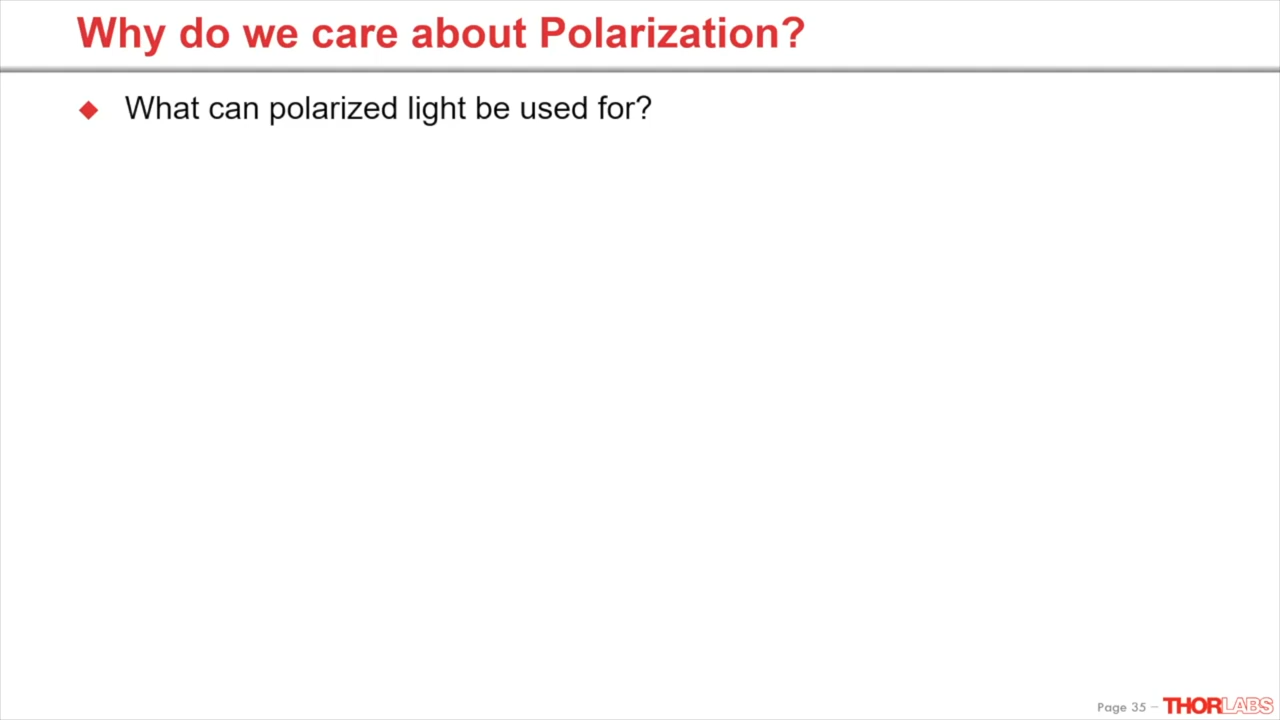 Why do we care about Polarization?
What can polarized light be used for?
Page 35 – THORLABS